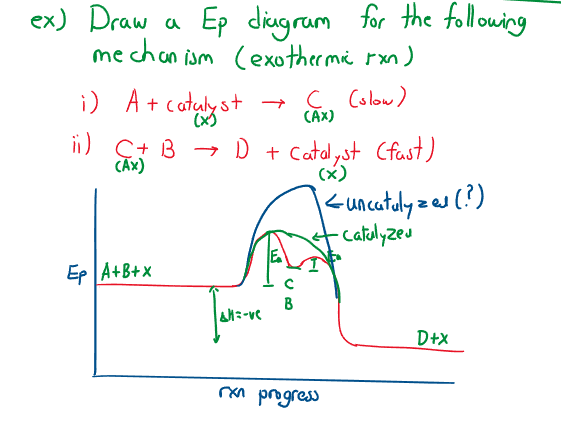 ex) Draw a Ep diagram for the following
mechanism (exothermic rxn)
i) A + catalyst → C (slow)
(x) (Ax)
ii) C + B → D + catalyst (fast)
(Ax) (x)
← uncatalyzed (?)
← catalyzed
Ep A+B+x
Ea Ea
C
B
ΔH=-ve
D+x
rxn progress